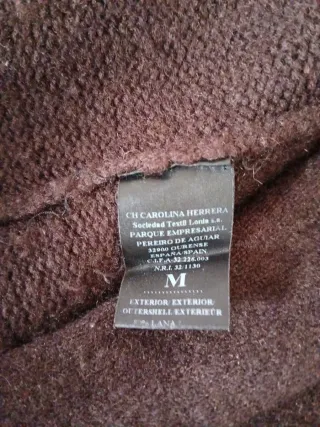 CH CAROLINA HERRERA
Sociedad Textil Lonia s.a.
PARQUE EMPRESARIAL
PEREIRO DE AGUIAR
32900 OURENSE
ESPAÑA/SPAIN
C.I.F.A-32.226.003
N.R.I. 32/1130
M
EXTERIOR/EXTERIOR
OUTERSHELL/EXTERIEUR
LANA